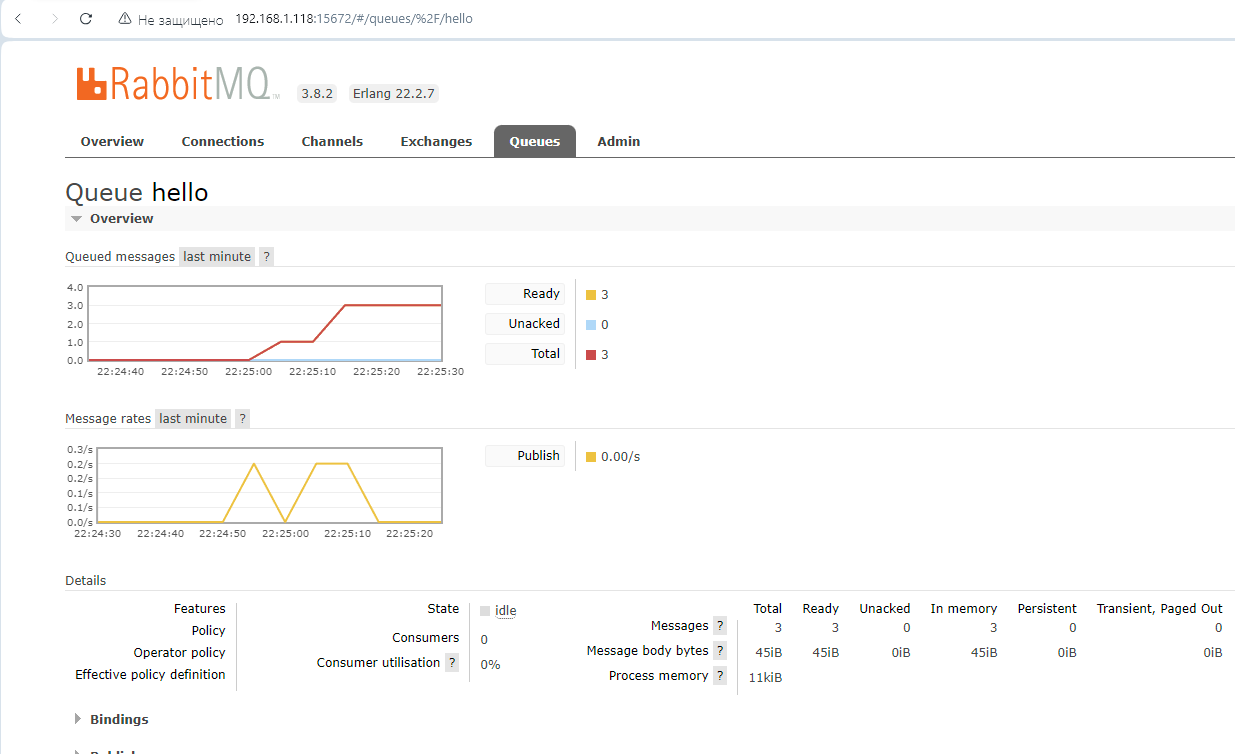 Не защищено 192.168.1.118:15672/#/queues/%2F/hello
RabbitMQ TM 3.8.2 Erlang 22.2.7
Overview Connections Channels Exchanges Queues Admin
Queue hello
Overview
Queued messages last minute ?
4.0
3.0
2.0
1.0
0.0
22:24:40 22:24:50 22:25:00 22:25:10 22:25:20 22:25:30
Ready 3
Unacked 0
Total 3
Message rates last minute ?
0.3/s
0.2/s
0.2/s
0.1/s
0.1/s
0.0/s
22:24:30 22:24:40 22:24:50 22:25:00 22:25:10 22:25:20
Publish 0.00/s
Details
Features
Policy
Operator policy
Effective policy definition
State idle
Consumers 0
Consumer utilisation ? 0%
Total Ready Unacked In memory Persistent Transient, Paged Out
Messages ? 3 3 0 3 0 0
Message body bytes ? 45iB 45iB 0iB 45iB 0iB 0iB
Process memory ? 11kiB
Bindings